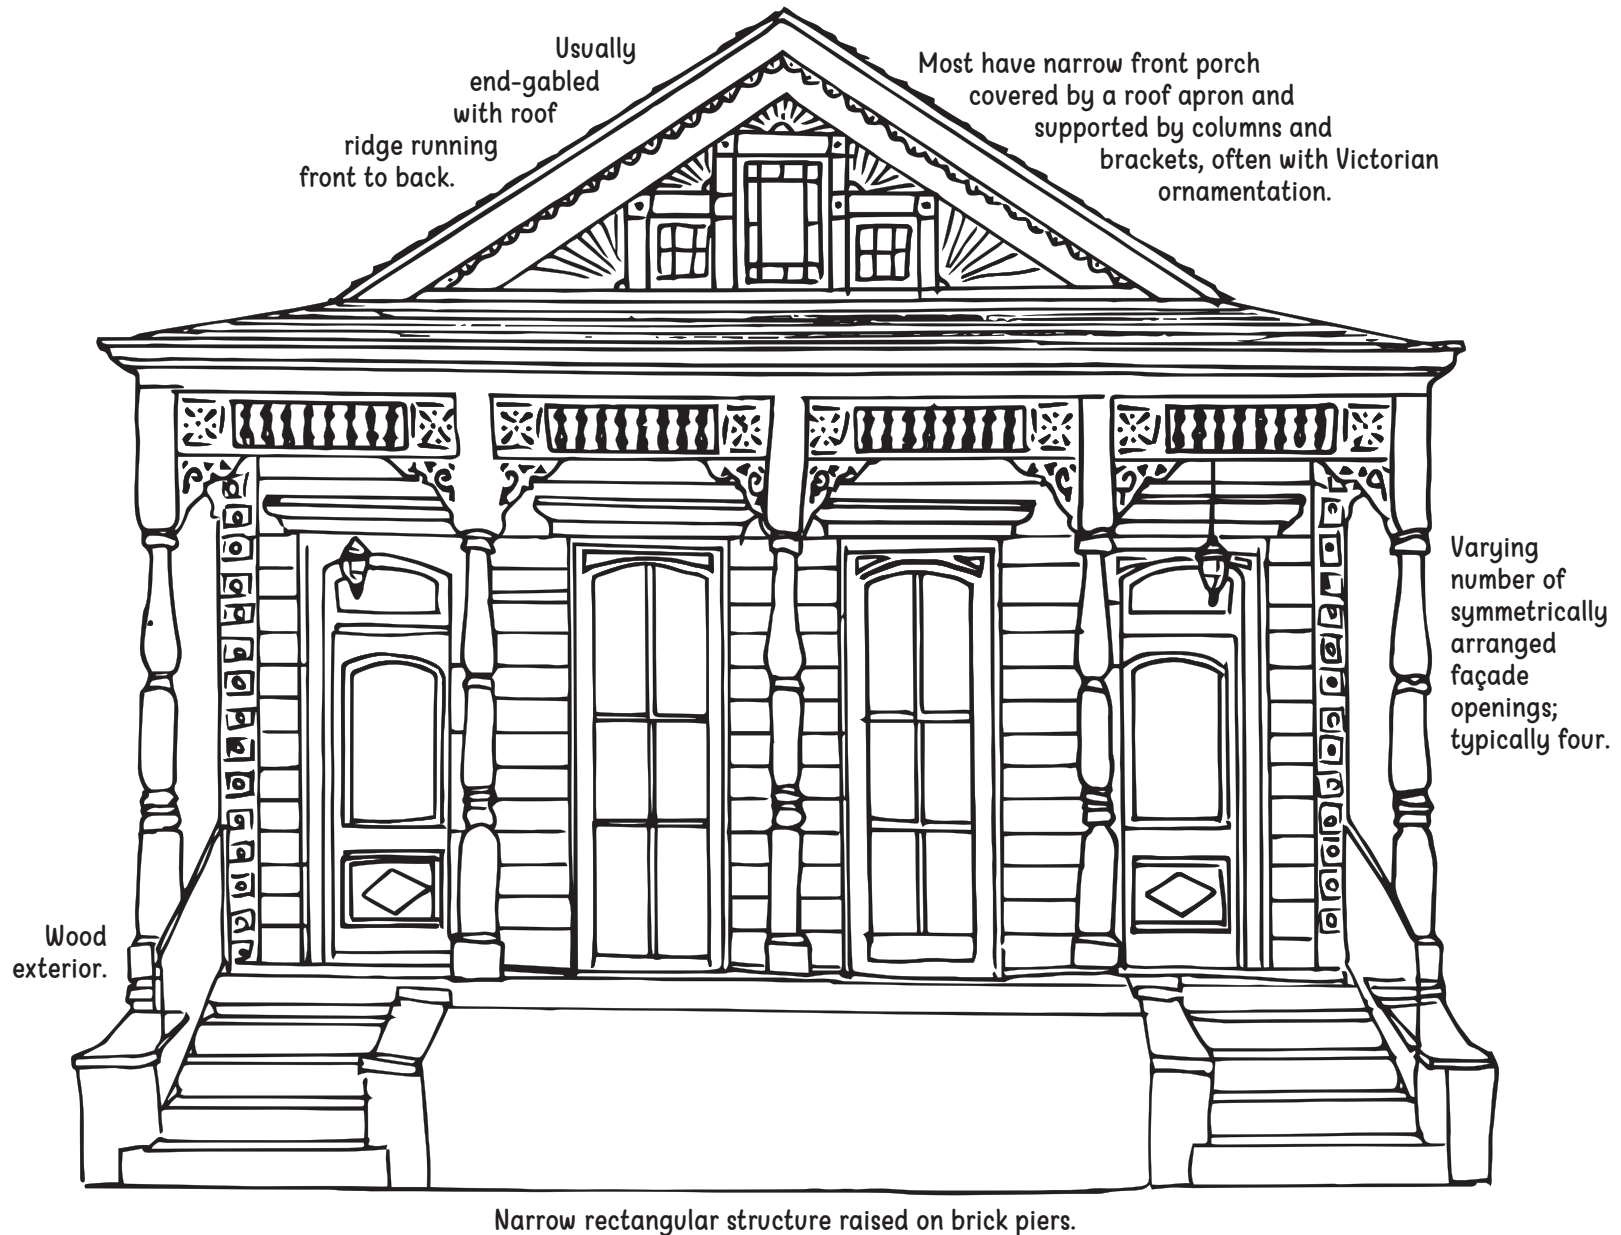 Usually
end-gabled
with roof
ridge running
front to back.
Most have narrow front porch
covered by a roof apron and
supported by columns and
brackets, often with Victorian
ornamentation.
Varying
number of
symmetrically
arranged
façade
openings;
typically four.
Wood
exterior.
Narrow rectangular structure raised on brick piers.